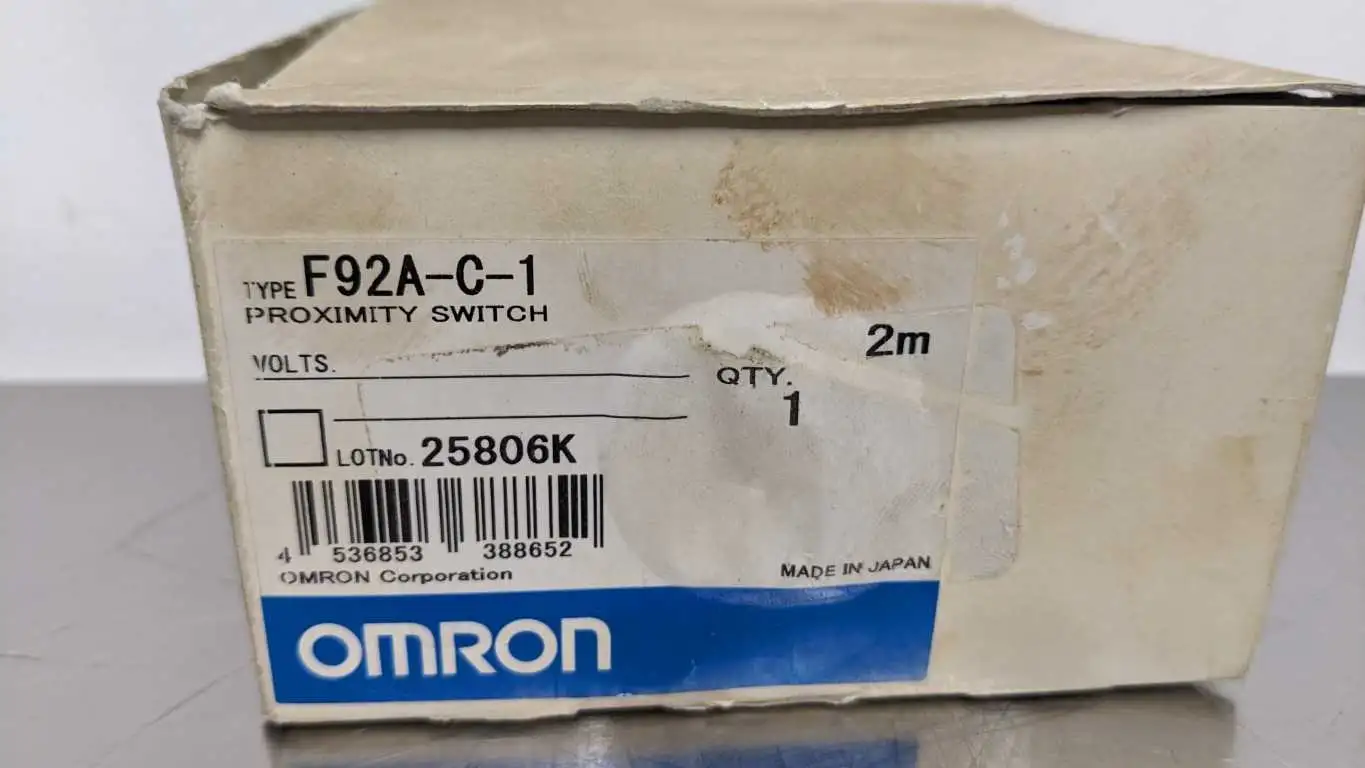 TYPE F92A-C-1
PROXIMITY SWITCH
2m
VOLTS.
QTY.
1
LOTNo. 25806K
4 536853 388652
OMRON Corporation
MADE IN JAPAN
OMRON